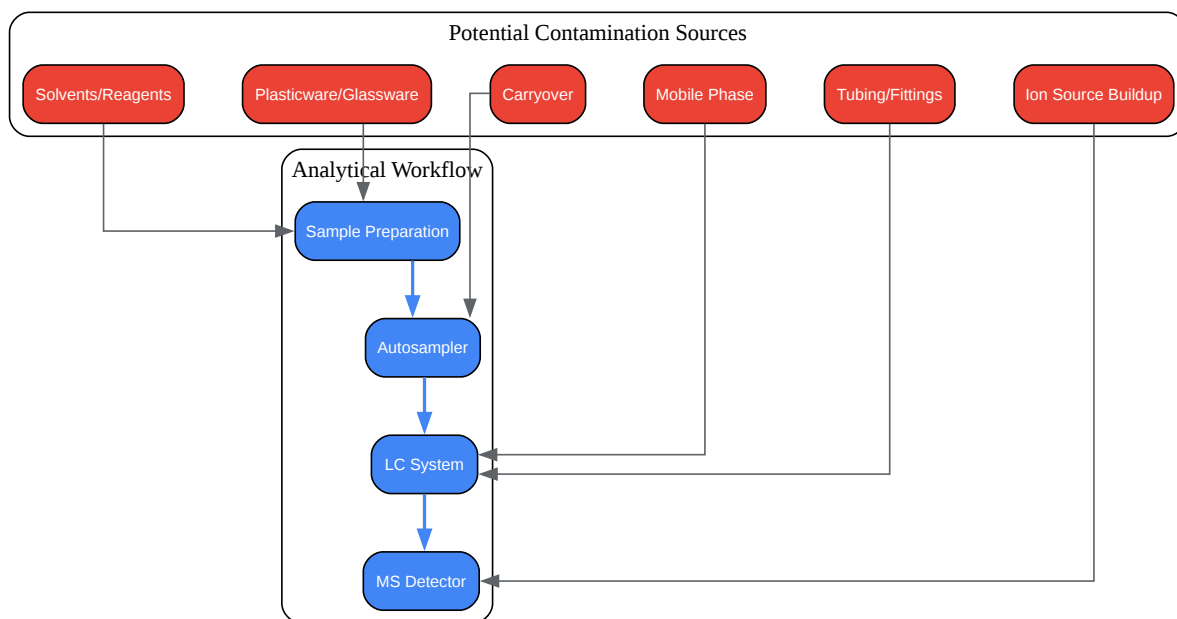 Potential Contamination Sources
Solvents/Reagents
Plasticware/Glassware
Carryover
Mobile Phase
Tubing/Fittings
Ion Source Buildup
Analytical Workflow
Sample Preparation
Autosampler
LC System
MS Detector